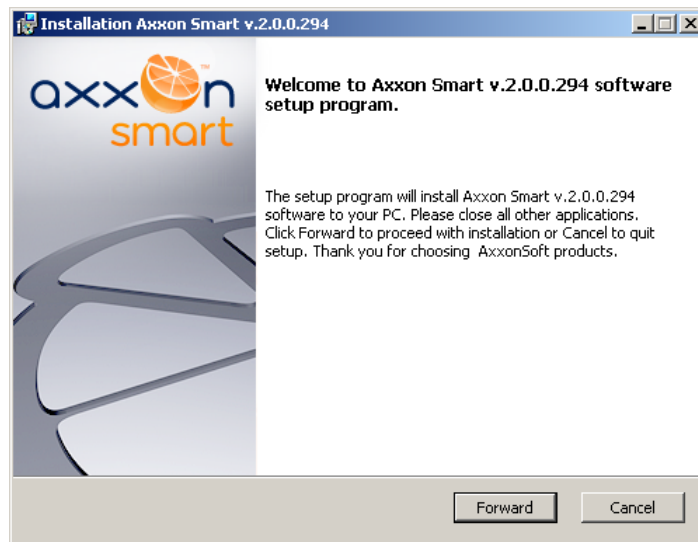 Installation Axxon Smart v.2.0.0.294
axxon™
smart
Welcome to Axxon Smart v.2.0.0.294 software
setup program.
The setup program will install Axxon Smart v.2.0.0.294
software to your PC. Please close all other applications.
Click Forward to proceed with installation or Cancel to quit
setup. Thank you for choosing  AxxonSoft products.
Forward
Cancel